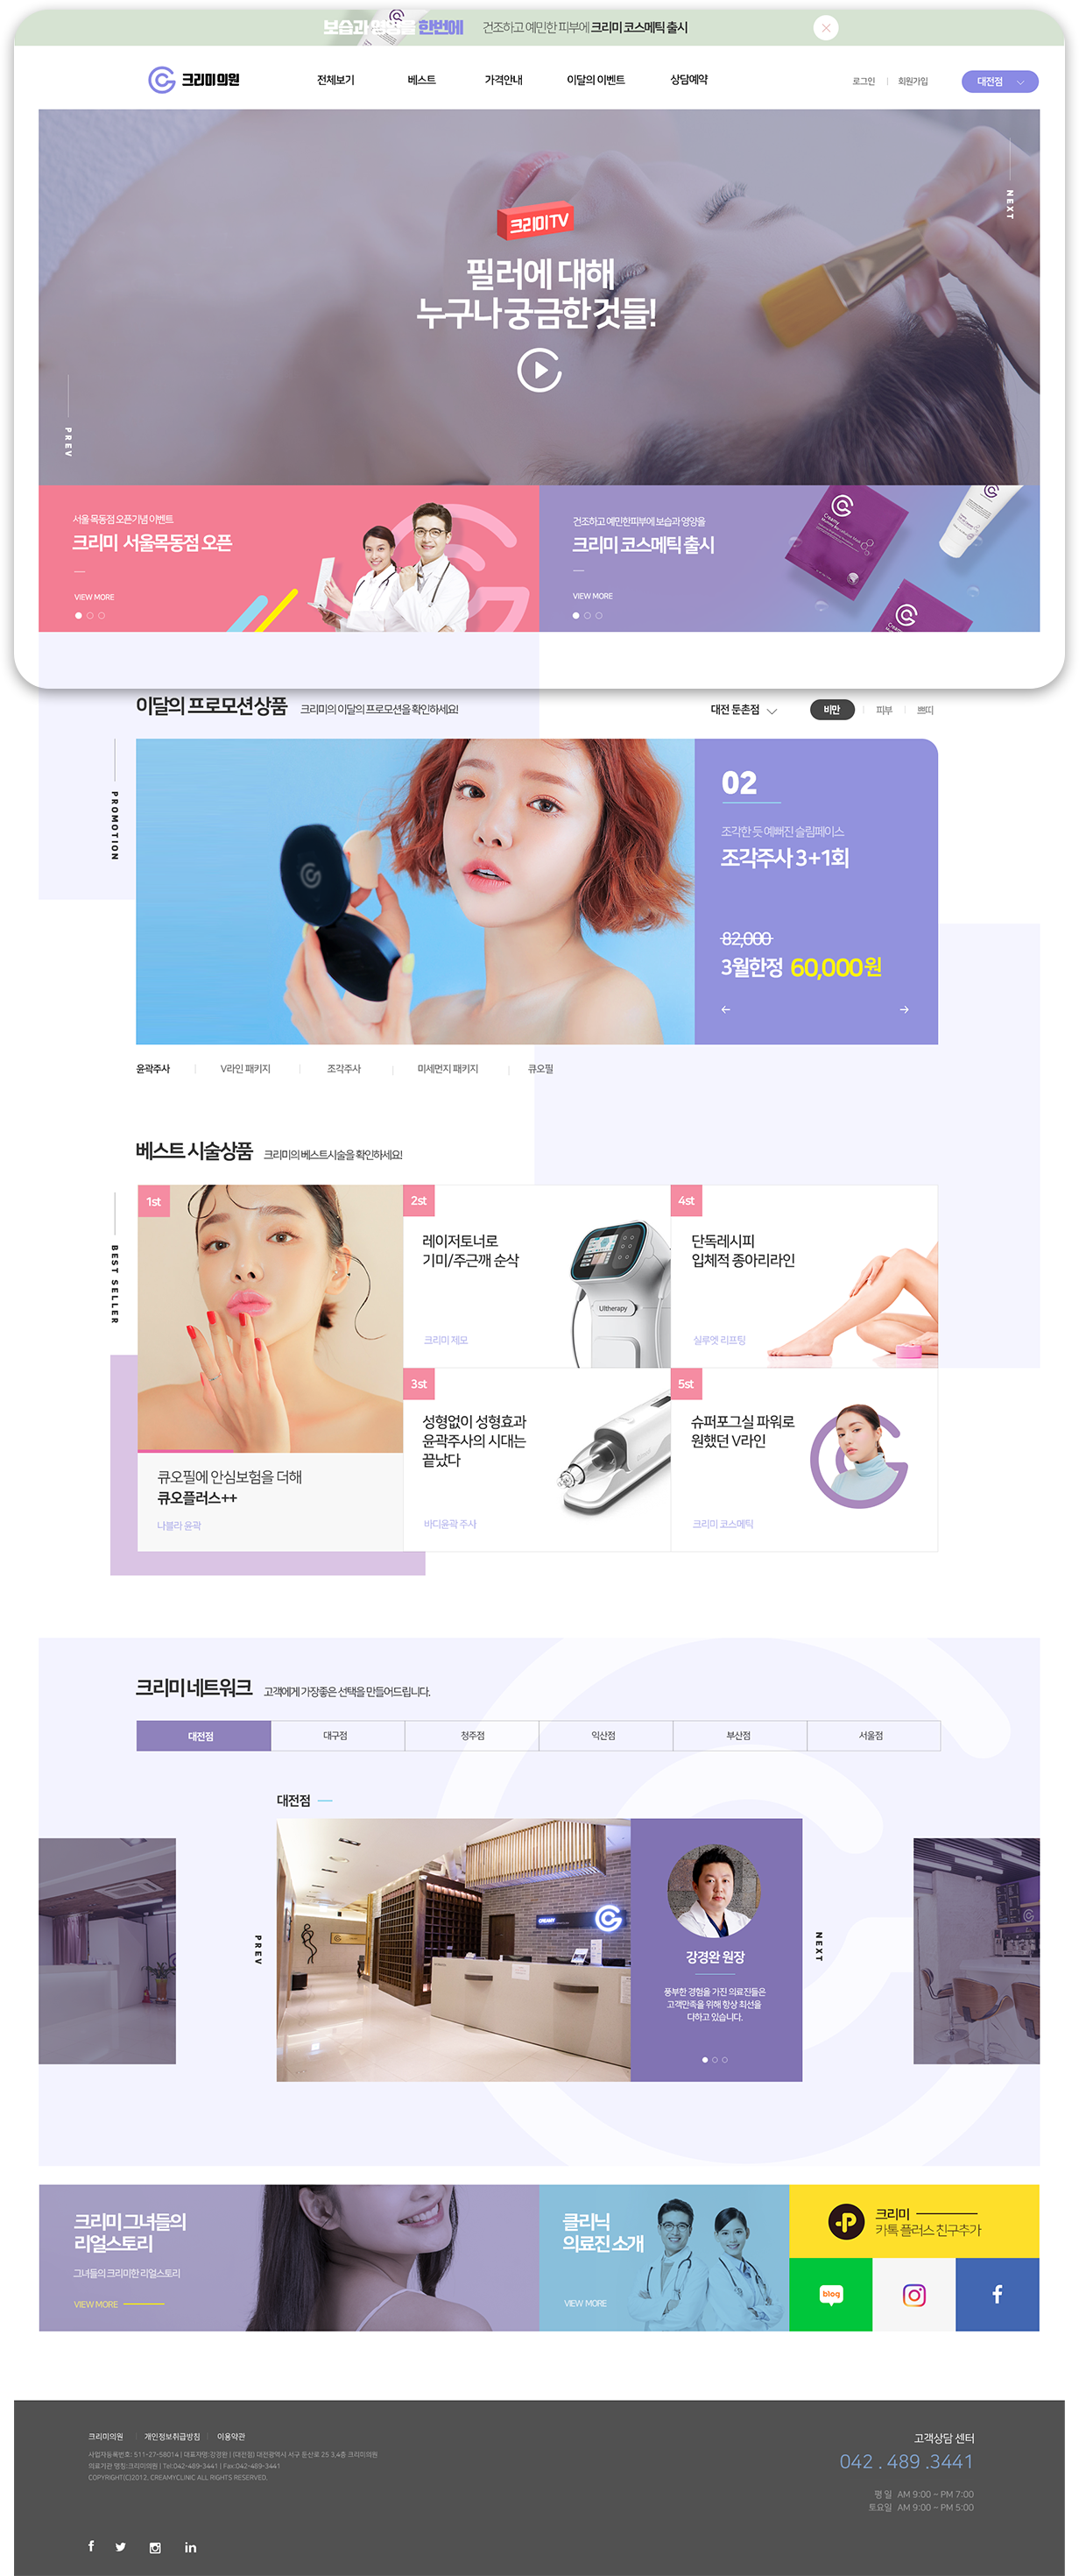 보습과 영양을 한번에 건조하고 예민한 피부에 크리미 코스메틱 출시
크리미의원
전체보기 베스트 가격안내 이달의 이벤트 상담예약
로그인 | 회원가입 대전점
크리미TV
필러에 대해
누구나 궁금한 것들!
NEXT
PREV
서울 목동점 오픈기념 이벤트
크리미 서울목동점 오픈
VIEW MORE
건조하고 예민한피부에 보습과 영양을
크리미 코스메틱 출시
VIEW MORE
Creamy
Creamy
이달의 프로모션상품 크리미의 이달의 프로모션을 확인하세요!
대전 둔촌점 비만 | 피부 | 쁘띠
PROMOTION
02
조각한 듯 예뻐진 슬림페이스
조각주사 3+1회
82,000
3월한정 60,000원
윤곽주사 | V라인 패키지 | 조각주사 | 미세먼지 패키지 | 큐오필
베스트 시술상품 크리미의 베스트시술을 확인하세요!
BEST SELLER
1st
큐오필에 안심보험을 더해
큐오플러스++
나블리 윤곽
2st
레이저토너로
기미/주근깨 순삭
Ultherapy
크리미 제모
4st
단독레시피
입체적 종아리라인
실루엣 리프팅
3st
성형없이 성형효과
윤곽주사의 시대는
끝났다
바디윤곽 주사
5st
슈퍼포그실 파워로
원했던 V라인
크리미 코스메틱
크리미 네트워크 고객에게 가장좋은 선택을 만들어드립니다.
대전점 대구점 청주점 익산점 부산점 서울점
대전점
PREV
CREAMY
강경완 원장
풍부한 경험을 가진 의료진들은
고객만족을 위해 항상 최선을
다하고 있습니다.
NEXT
크리미 그녀들의
리얼스토리
그녀들의 크리미한 리얼스토리
VIEW MORE
클리닉
의료진 소개
VIEW MORE
크리미
카톡 플러스 친구추가
blog
크리미의원 | 개인정보취급방침 | 이용약관
사업자등록번호: 511-27-58014 | 대표자명:강경완 | (대전점) 대전광역시 서구 둔산로 25 3,4층 크리미의원
의료기관 명칭:크리미의원 | Tel:042-489-3441 | Fax:042-489-3441
COPYRIGHT(C)2012. CREAMYCLINIC ALL RIGHTS RESERVED.
고객상담 센터
042 . 489 .3441
평 일 AM 9:00 ~ PM 7:00
토요일 AM 9:00 ~ PM 5:00